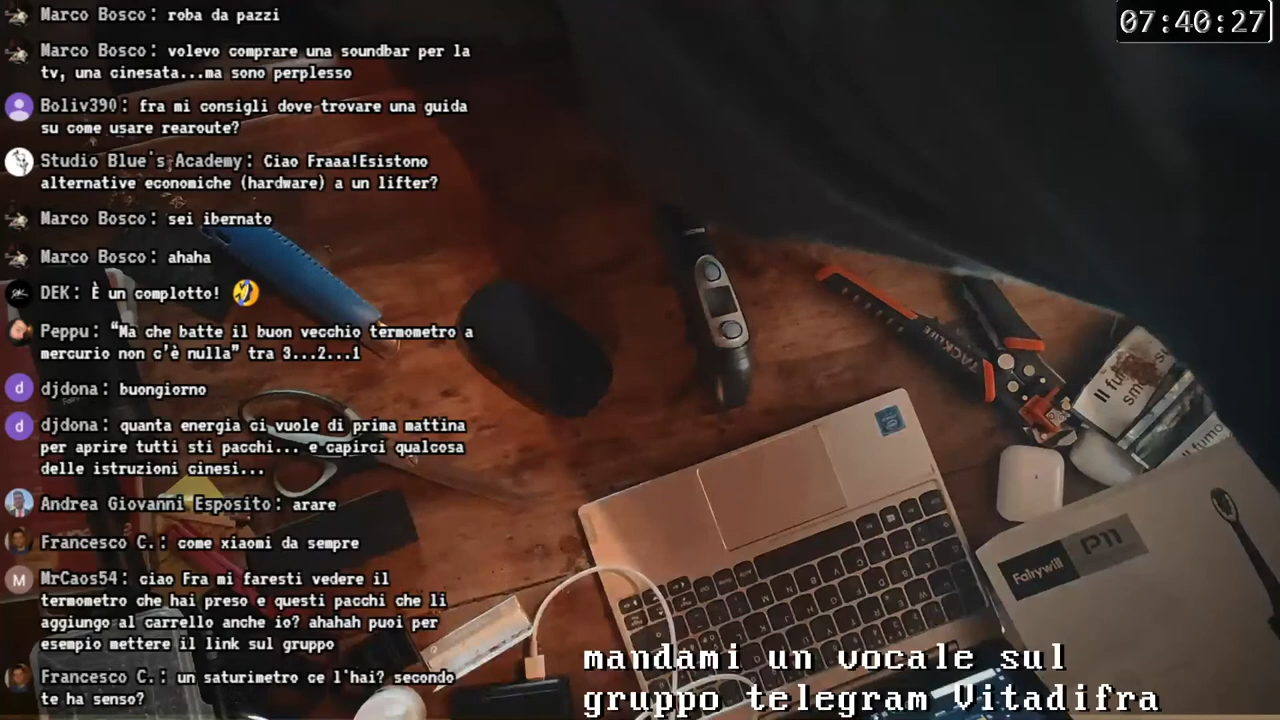 07:40:27
Marco Bosco: roba da pazzi
Marco Bosco: volevo comprare una soundbar per la
tv, una cinesata...ma sono perplesso
Boliv390: fra mi consigli dove trovare una guida
su come usare rearoute?
Studio Blue's Academy: Ciao Fraaa!Esistono
alternative economiche (hardware) a un lifter?
Marco Bosco: sei ibernato
Marco Bosco: ahaha
DEK: È un complotto! 🤣
Peppu: “Ma che batte il buon vecchio termometro a
mercurio non c’è nulla” tra 3...2...1
d
djdona: buongiorno
d
djdona: quanta energia ci vuole di prima mattina
per aprire tutti sti pacchi... e capirci qualcosa
delle istruzioni cinesi...
Andrea Giovanni Esposito: arare
Francesco C.: come xiaomi da sempre
M
MrCaos54: ciao Fra mi faresti vedere il
termometro che hai preso e questi pacchi che li
aggiungo al carrello anche io? ahahah puoi per
esempio mettere il link sul gruppo
Francesco C.: un saturimetro ce l'hai? secondo
te ha senso?
TACKLIFE
Il fumo
Il fumo
Fairywill
P11
mandami un vocale sul
gruppo telegram Vitadifra